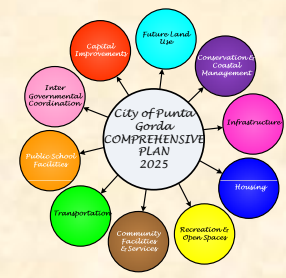 Future Land
Use
Conservation &
Coastal
Management
Infrastructure
Housing
Recreation &
Open Spaces
Community
Facilities
& Services
Transportation
Public School
Facilities
Inter
Governmental
Coordination
Capital
Improvements
City of Punta
Gorda
COMPREHENSIVE
PLAN
2025